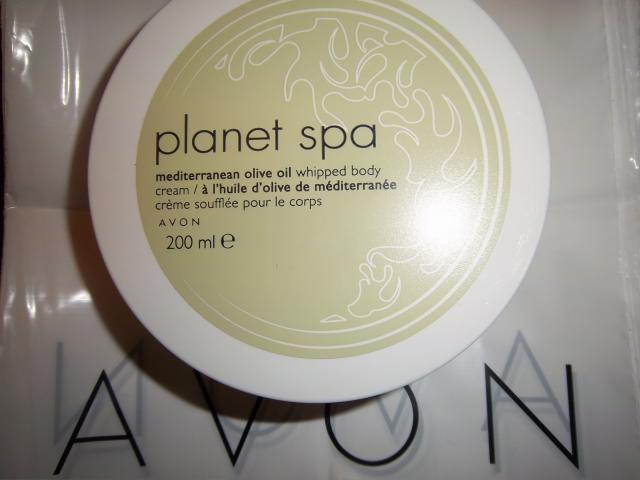 planet spa
mediterranean olive oil whipped body
cream / à l'huile d'olive de méditerranée
crème soufflée pour le corps
AVON
200 ml ℮
AVON